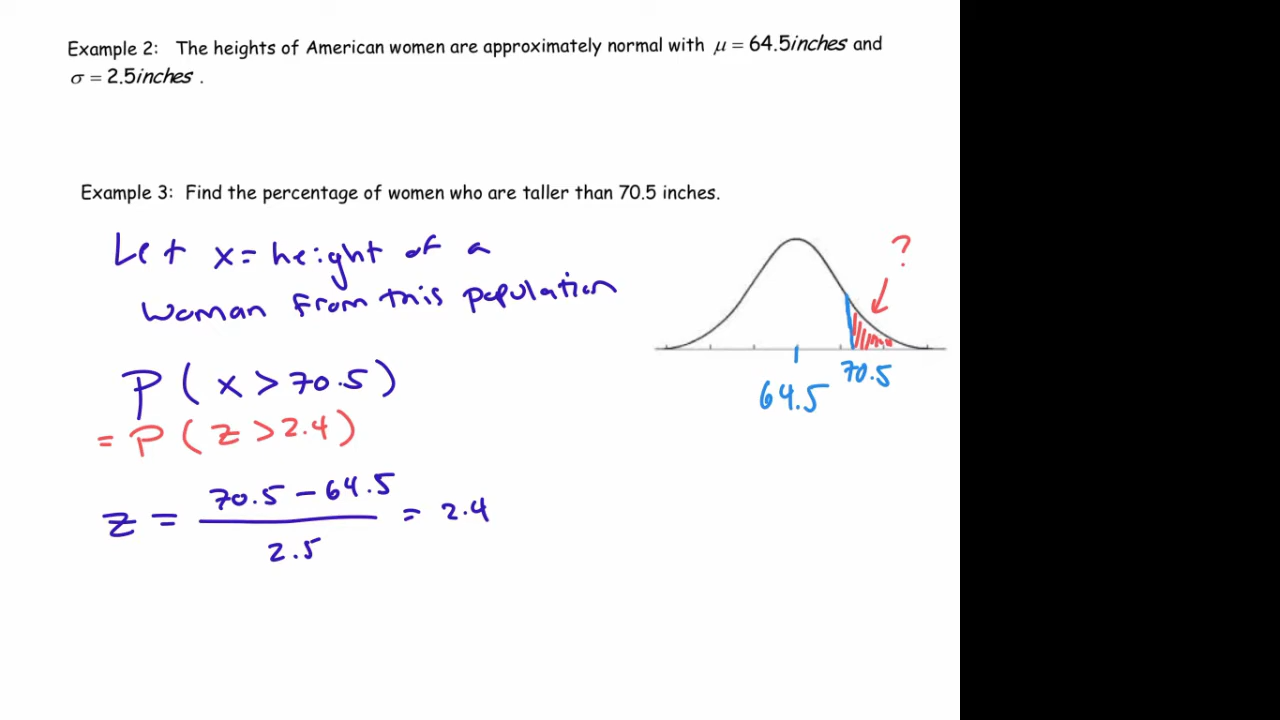 Example 2: The heights of American women are approximately normal with μ = 64.5inches and
σ = 2.5inches .
Example 3: Find the percentage of women who are taller than 70.5 inches.
Let x = height of a
woman from this population
P ( x > 70.5 )
= P ( z > 2.4 )
z = 70.5 - 64.5 / 2.5 = 2.4
?
64.5 70.5